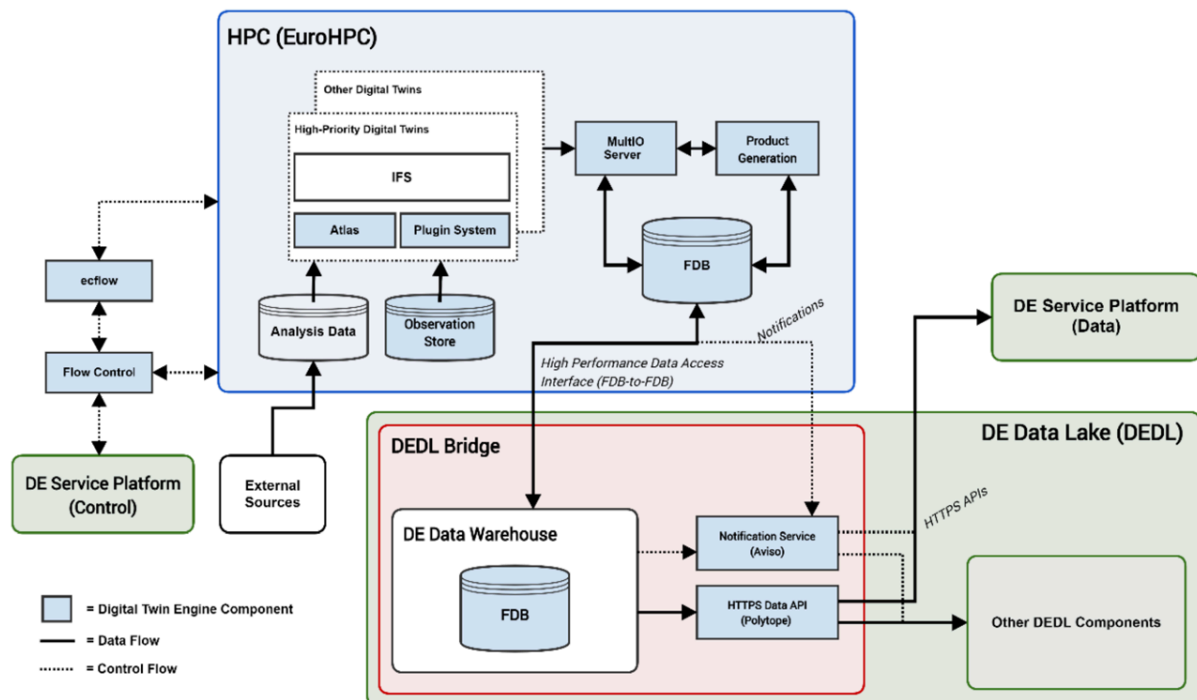 HPC (EuroHPC)
Other Digital Twins
High-Priority Digital Twins
IFS
Atlas
Plugin System
MultIO
Server
Product
Generation
FDB
Analysis Data
Observation
Store
ecflow
Flow Control
DE Service Platform
(Control)
External
Sources
Notifications
High Performance Data Access
Interface (FDB-to-FDB)
DE Service Platform
(Data)
DE Data Lake (DEDL)
DEDL Bridge
DE Data Warehouse
FDB
Notification Service
(Aviso)
HTTPS Data API
(Polytope)
HTTPS APIs
Other DEDL Components
= Digital Twin Engine Component
= Data Flow
= Control Flow